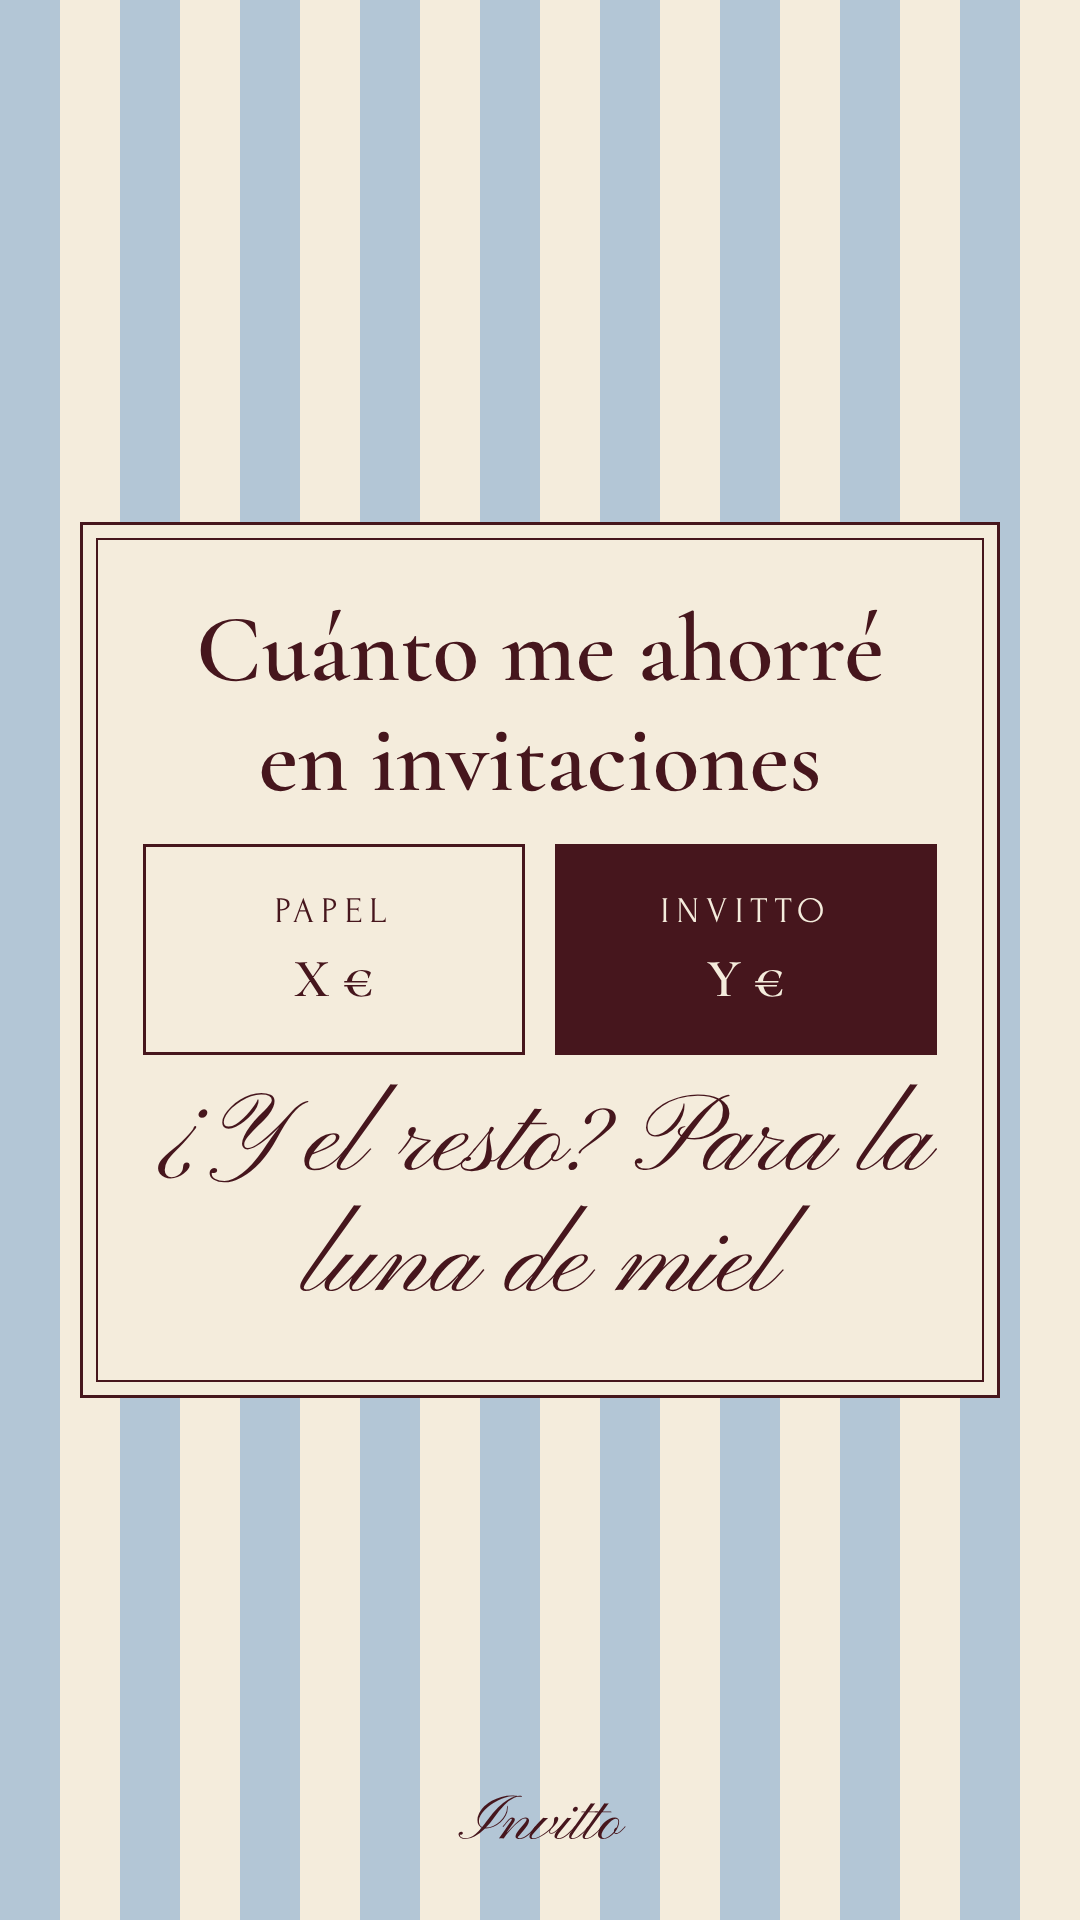 Cuánto me ahorré
en invitaciones
PAPEL
X €
INVITTO
Y €
¿Y el resto? Para la
luna de miel
Invitto